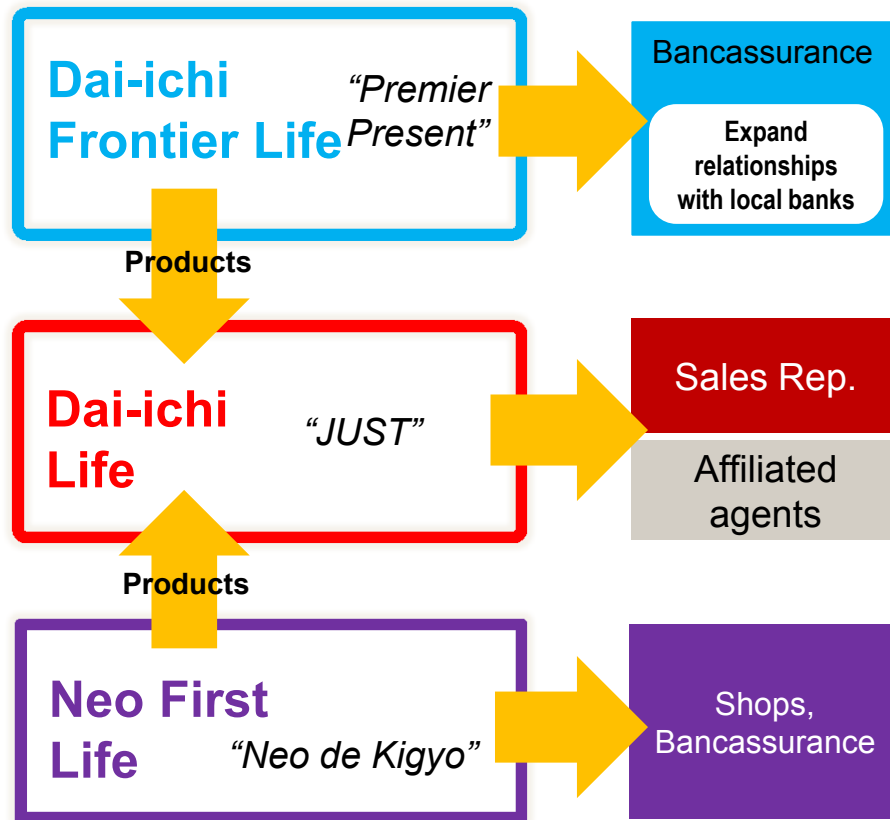 Dai-ichi
Frontier Life
“Premier
Present”
Bancassurance
Expand
relationships
with local banks
Products
Dai-ichi
Life
“JUST”
Sales Rep.
Affiliated
agents
Products
Neo First
Life
“Neo de Kigyo”
Shops,
Bancassurance